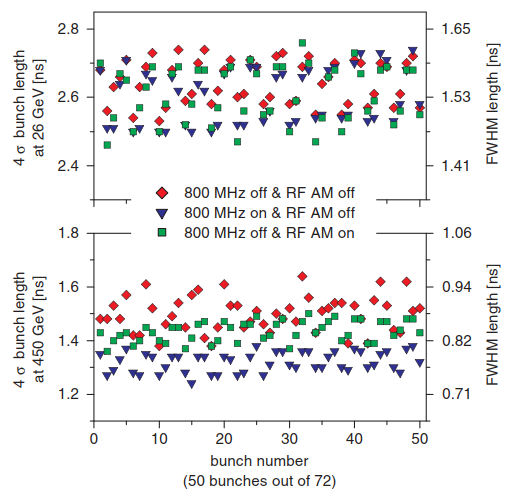 4 σ bunch length
at 26 GeV [ns]
2.8
2.6
2.4
1.65
1.53
1.41
FWHM length [ns]
800 MHz off & RF AM off
800 MHz on & RF AM off
800 MHz off & RF AM on
4 σ bunch length
at 450 GeV [ns]
1.8
1.6
1.4
1.2
1.06
0.94
0.82
0.71
FWHM length [ns]
0 10 20 30 40 50
bunch number
(50 bunches out of 72)